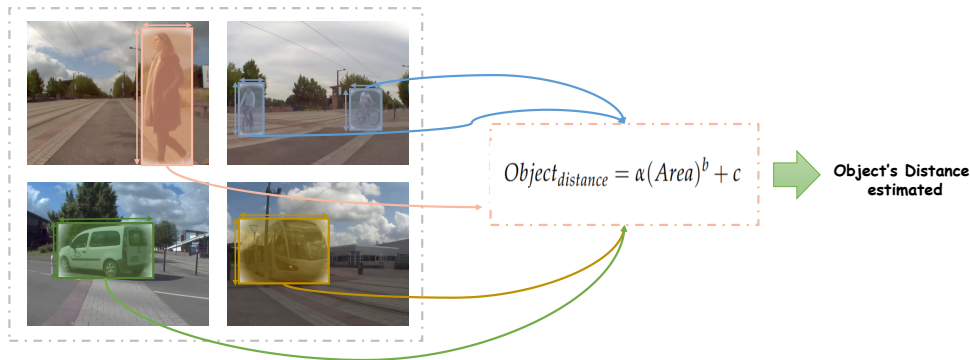 Object_distance = α(Area)^b + c
Object's Distance
estimated